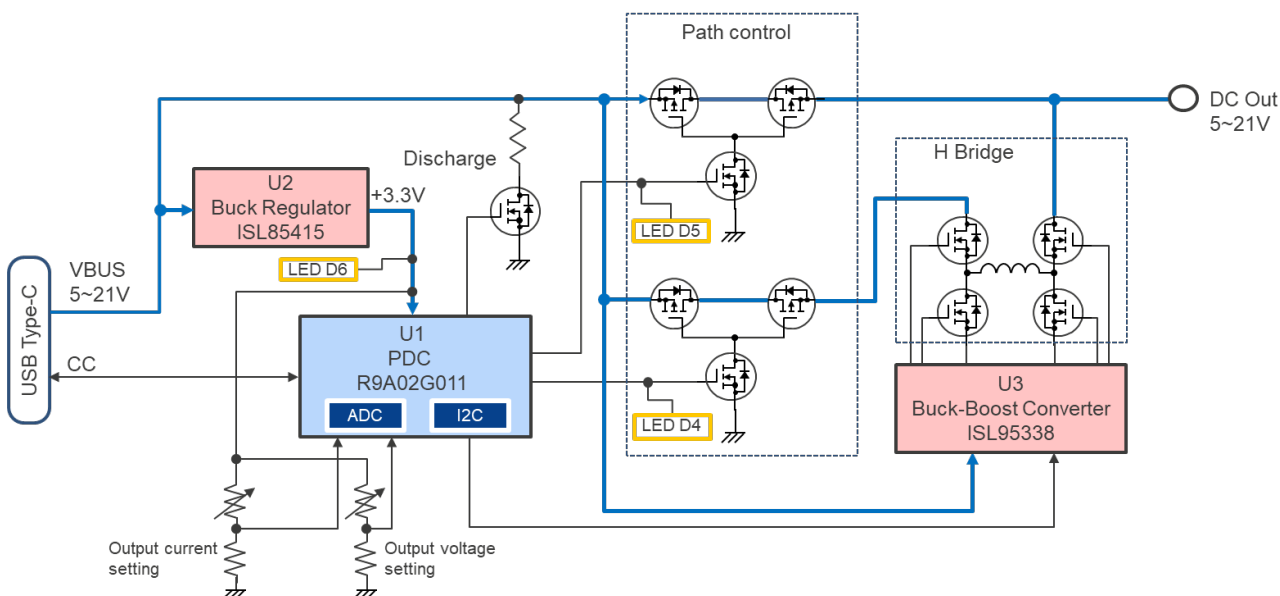 Path control
DC Out
5~21V
H Bridge
Discharge
U2
Buck Regulator
ISL85415
+3.3V
LED D5
LED D6
VBUS
5~21V
USB Type-C
CC
U1
PDC
R9A02G011
ADC
I2C
LED D4
U3
Buck-Boost Converter
ISL95338
Output current
setting
Output voltage
setting